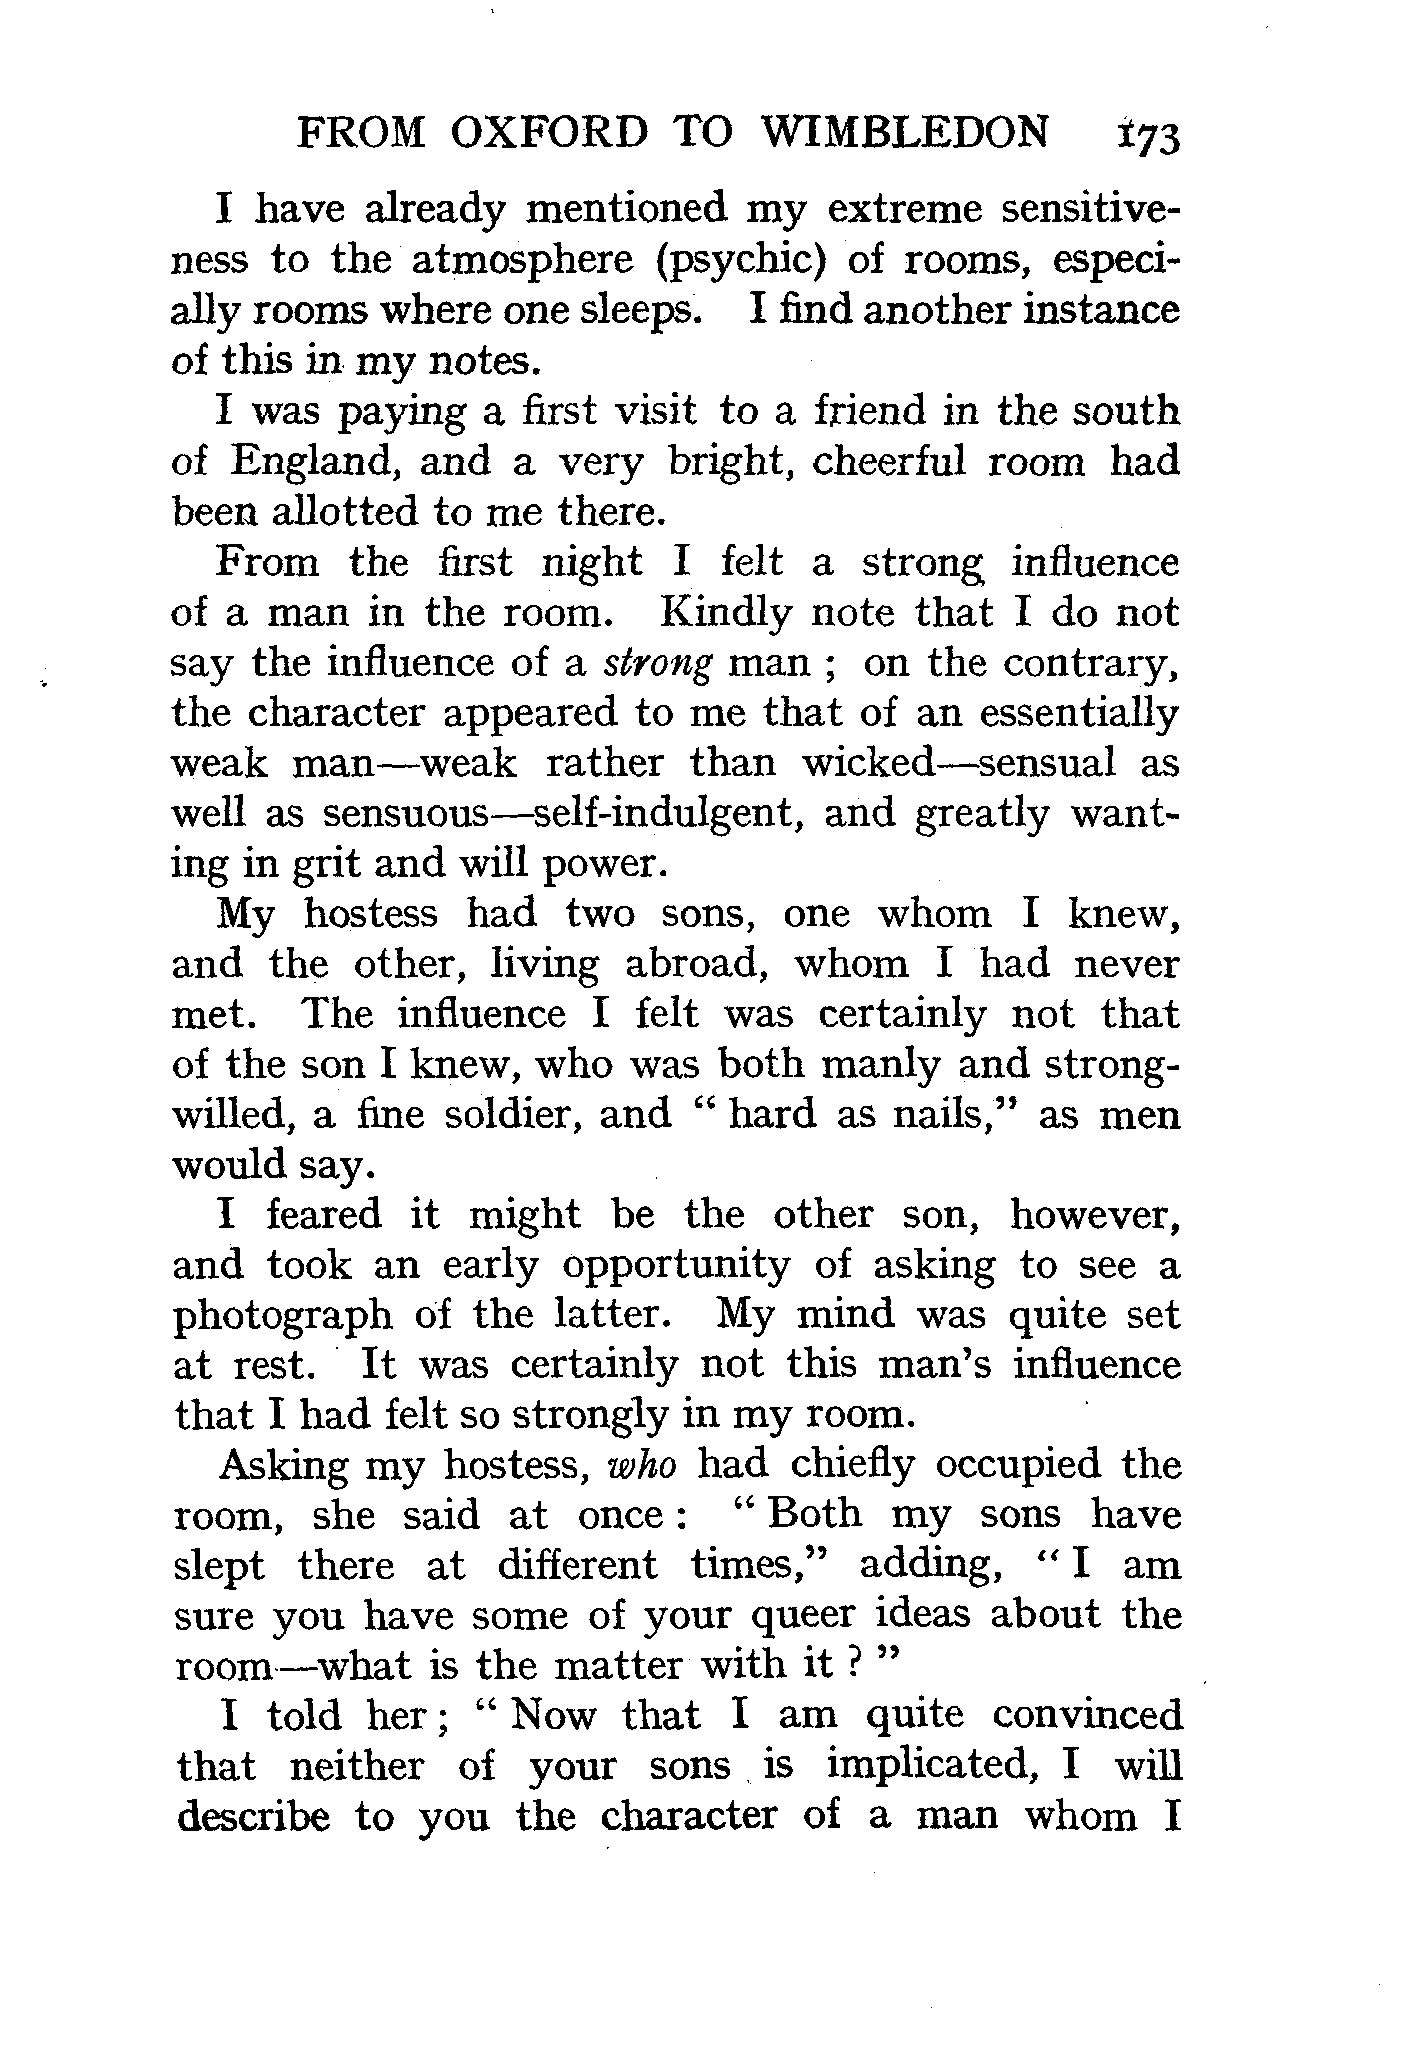 FROM OXFORD TO WIMBLEDON 173
I have already mentioned my extreme sensitive-
ness to the atmosphere (psychic) of rooms, especi-
ally rooms where one sleeps. I find another instance
of this in my notes.
I was paying a first visit to a friend in the south
of England, and a very bright, cheerful room had
been allotted to me there.
From the first night I felt a strong influence
of a man in the room. Kindly note that I do not
say the influence of a strong man ; on the contrary,
the character appeared to me that of an essentially
weak man—weak rather than wicked—sensual as
well as sensuous—self-indulgent, and greatly want-
ing in grit and will power.
My hostess had two sons, one whom I knew,
and the other, living abroad, whom I had never
met. The influence I felt was certainly not that
of the son I knew, who was both manly and strong-
willed, a fine soldier, and “ hard as nails,” as men
would say.
I feared it might be the other son, however,
and took an early opportunity of asking to see a
photograph of the latter. My mind was quite set
at rest. It was certainly not this man's influence
that I had felt so strongly in my room.
Asking my hostess, who had chiefly occupied the
room, she said at once : “ Both my sons have
slept there at different times,” adding, “ I am
sure you have some of your queer ideas about the
room—what is the matter with it ? ”
I told her ; “ Now that I am quite convinced
that neither of your sons is implicated, I will
describe to you the character of a man whom I